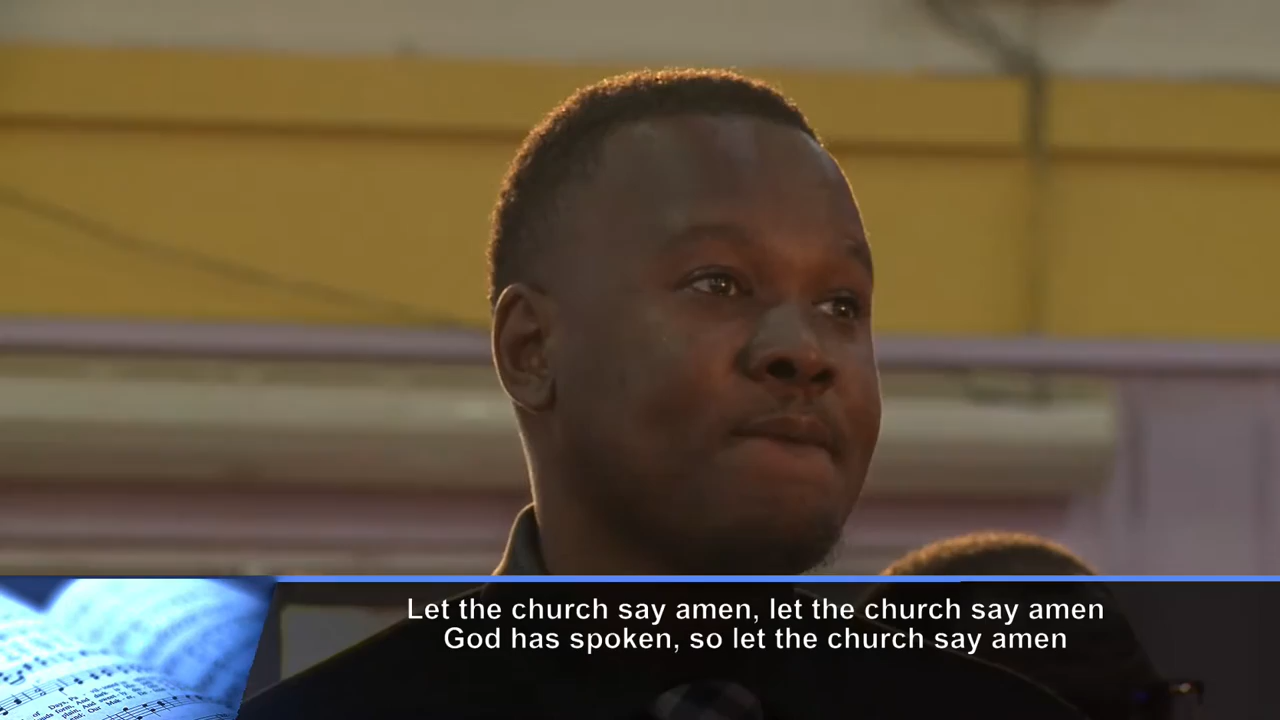 Let the church say amen, let the church say amen
God has spoken, so let the church say amen